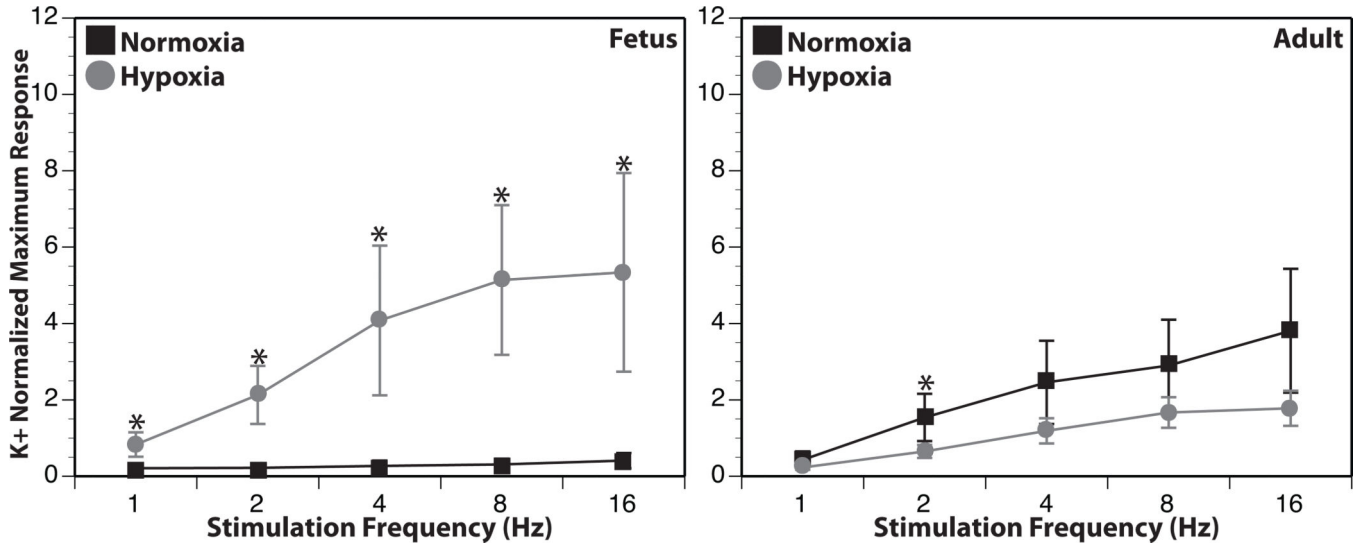 K+ Normalized Maximum Response
12
10
8
6
4
2
0
Normoxia
Hypoxia
Fetus
*
*
*
*
*
1 2 4 8 16
Stimulation Frequency (Hz)
12
10
8
6
4
2
0
Normoxia
Hypoxia
Adult
*
1 2 4 8 16
Stimulation Frequency (Hz)